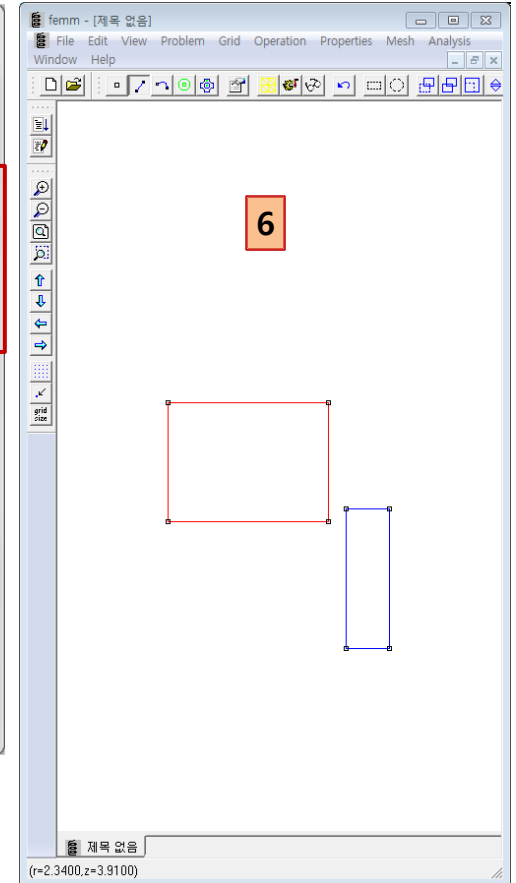 femm - [제목 없음]
File Edit View Problem Grid Operation Properties Mesh Analysis
Window Help
6
grid
size
제목 없음
(r=2.3400,z=3.9100)